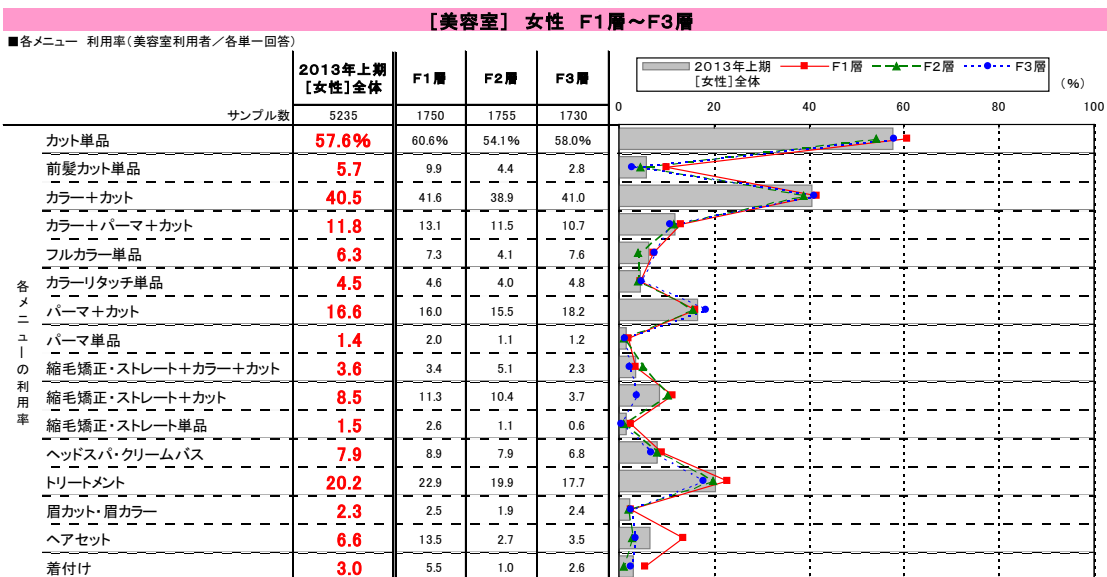 [美容室] 女性 F1層～F3層
■各メニュー 利用率(美容室利用者／各単一回答)
2013年上期 [女性]全体 F1層 F2層 F3層
2013年上期 [女性]全体 F1層 F2層 F3層
(%)
0 20 40 60 80 100
サンプル数 5235 1750 1755 1730
各メニューの利用率
カット単品 57.6% 60.6% 54.1% 58.0%
前髪カット単品 5.7 9.9 4.4 2.8
カラー＋カット 40.5 41.6 38.9 41.0
カラー＋パーマ＋カット 11.8 13.1 11.5 10.7
フルカラー単品 6.3 7.3 4.1 7.6
カラーリタッチ単品 4.5 4.6 4.0 4.8
パーマ＋カット 16.6 16.0 15.5 18.2
パーマ単品 1.4 2.0 1.1 1.2
縮毛矯正・ストレート＋カラー＋カット 3.6 3.4 5.1 2.3
縮毛矯正・ストレート＋カット 8.5 11.3 10.4 3.7
縮毛矯正・ストレート単品 1.5 2.6 1.1 0.6
ヘッドスパ・クリームバス 7.9 8.9 7.9 6.8
トリートメント 20.2 22.9 19.9 17.7
眉カット・眉カラー 2.3 2.5 1.9 2.4
ヘアセット 6.6 13.5 2.7 3.5
着付け 3.0 5.5 1.0 2.6